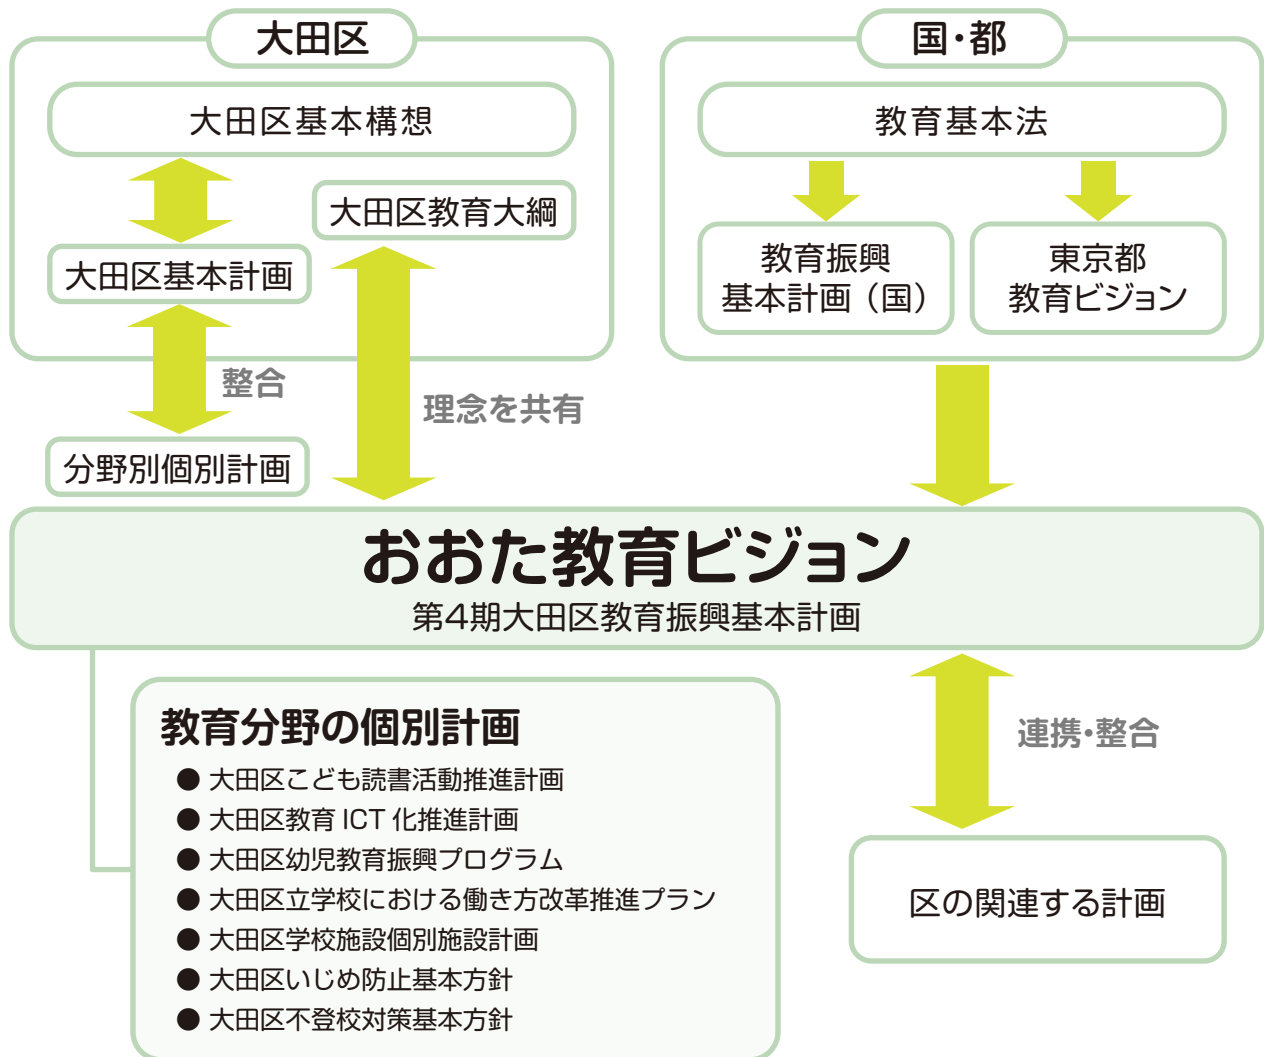 大田区
大田区基本構想
大田区教育大綱
大田区基本計画
整合
理念を共有
分野別個別計画
国・都
教育基本法
教育振興
基本計画（国）
東京都
教育ビジョン
おおた教育ビジョン
第4期大田区教育振興基本計画
教育分野の個別計画
● 大田区こども読書活動推進計画
● 大田区教育 ICT 化推進計画
● 大田区幼児教育振興プログラム
● 大田区立学校における働き方改革推進プラン
● 大田区学校施設個別施設計画
● 大田区いじめ防止基本方針
● 大田区不登校対策基本方針
連携・整合
区の関連する計画